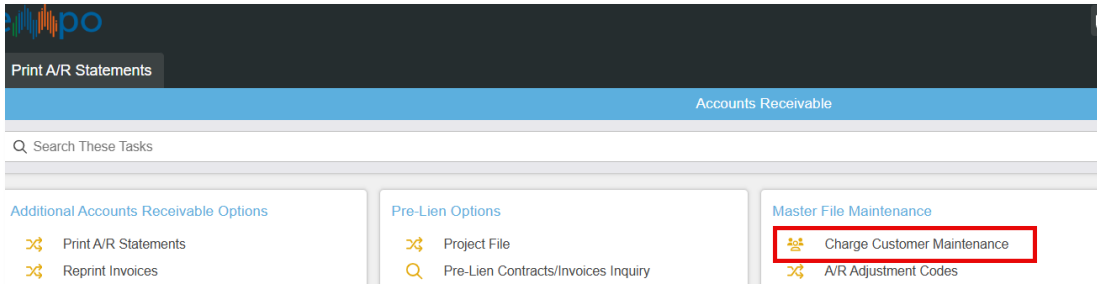 Print A/R Statements
Accounts Receivable
Search These Tasks
Additional Accounts Receivable Options
Print A/R Statements
Reprint Invoices
Pre-Lien Options
Project File
Pre-Lien Contracts/Invoices Inquiry
Master File Maintenance
Charge Customer Maintenance
A/R Adjustment Codes